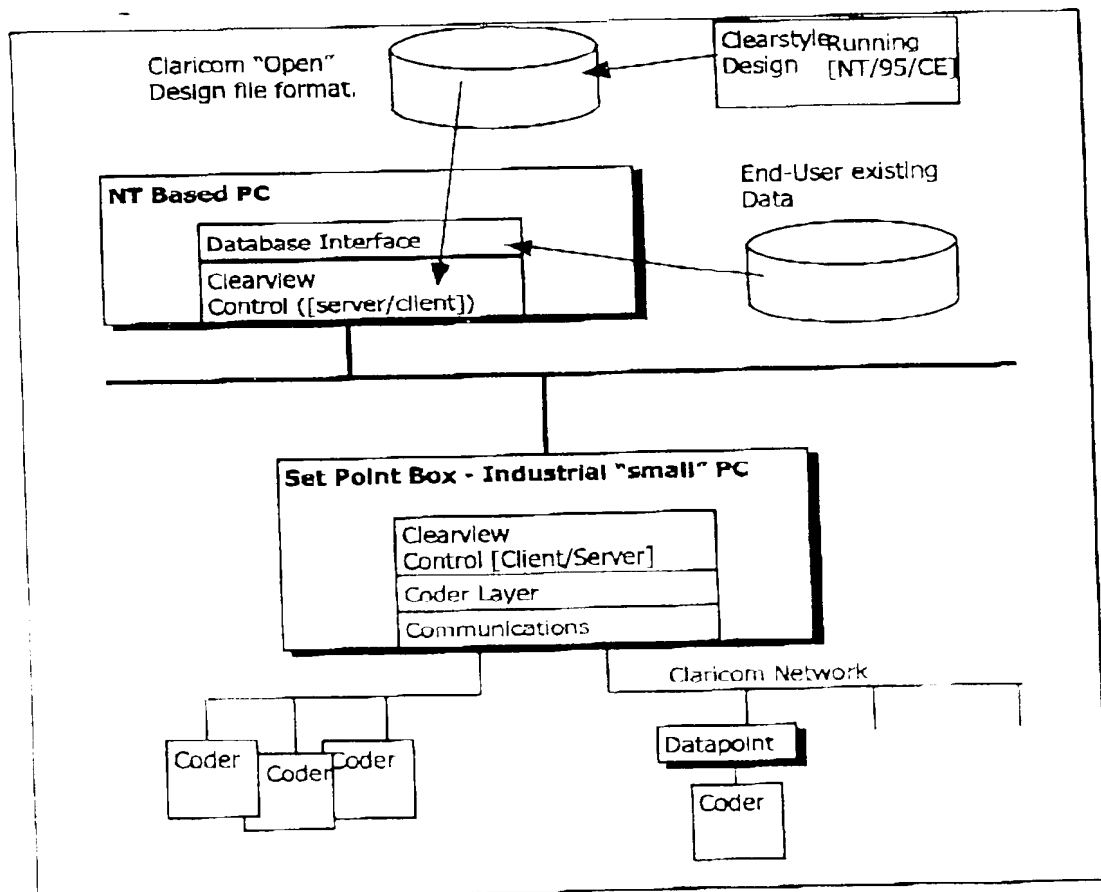 Claricom "Open"
Design file format.
Clearstyle Running
Design [NT/95/CE]
NT Based PC
Database Interface
Clearview
Control ([server/client])
End-User existing
Data
Set Point Box - Industrial "small" PC
Clearview
Control [Client/Server]
Coder Layer
Communications
Claricom Network
Coder
Coder
Coder
Datapoint
Coder